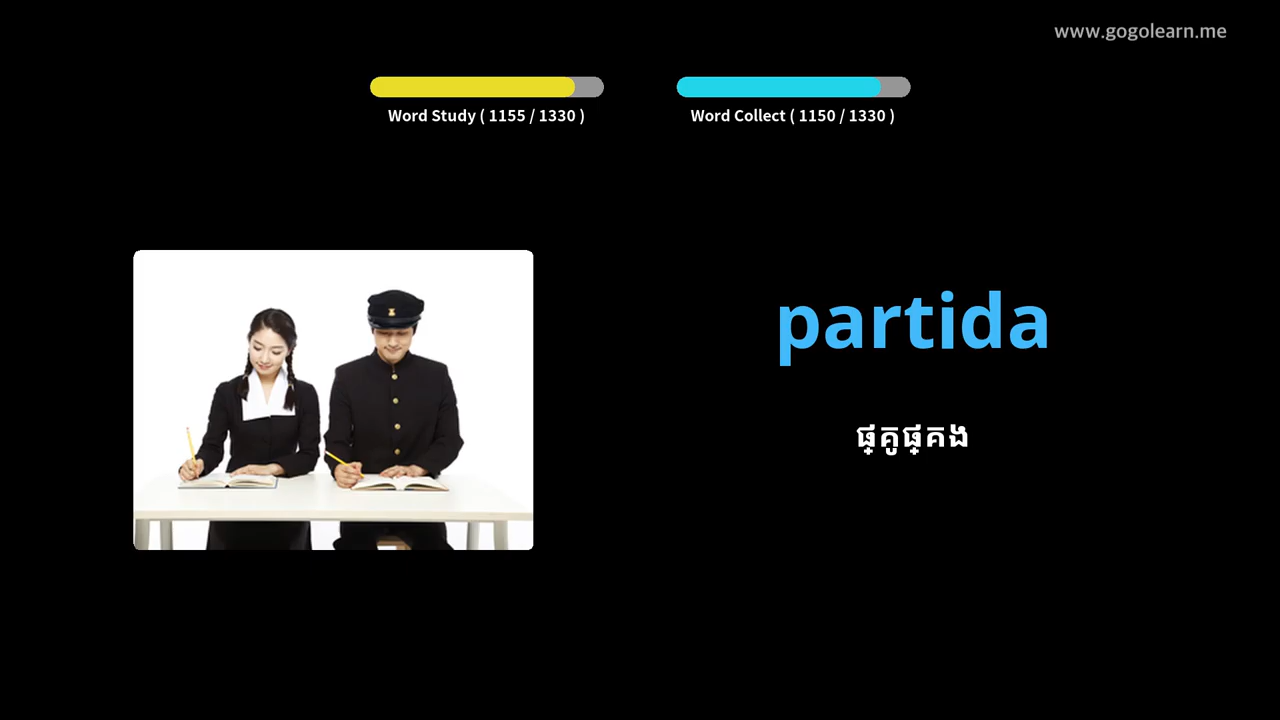 www.gogolearn.me
Word Study ( 1155 / 1330 )
Word Collect ( 1150 / 1330 )
partida
ផ្គូផ្គង